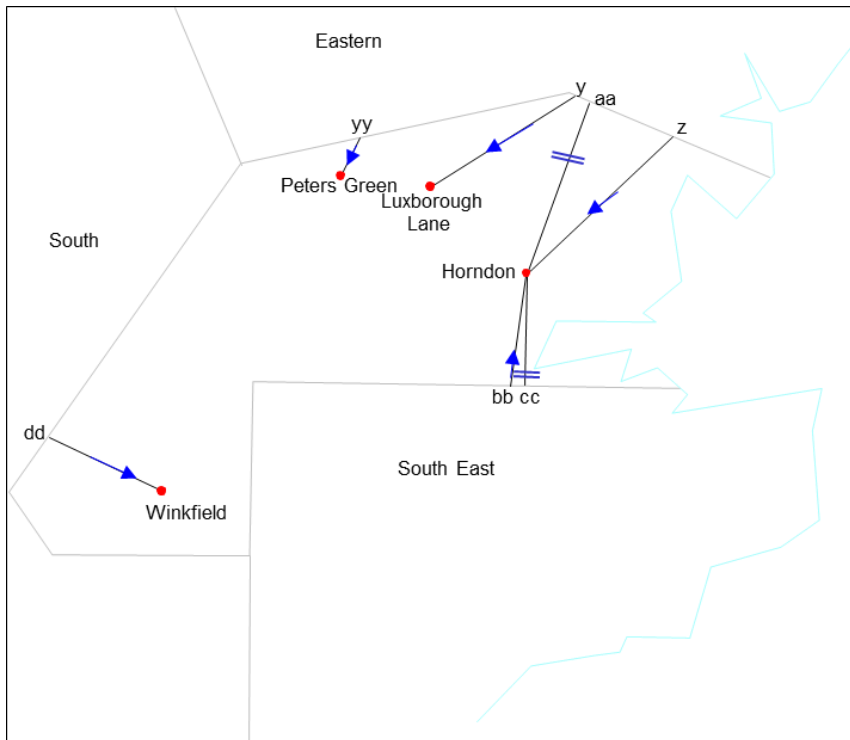 Eastern
y
aa
yy
z
Peters Green
Luxborough
Lane
South
Horndon
bb cc
dd
South East
Winkfield